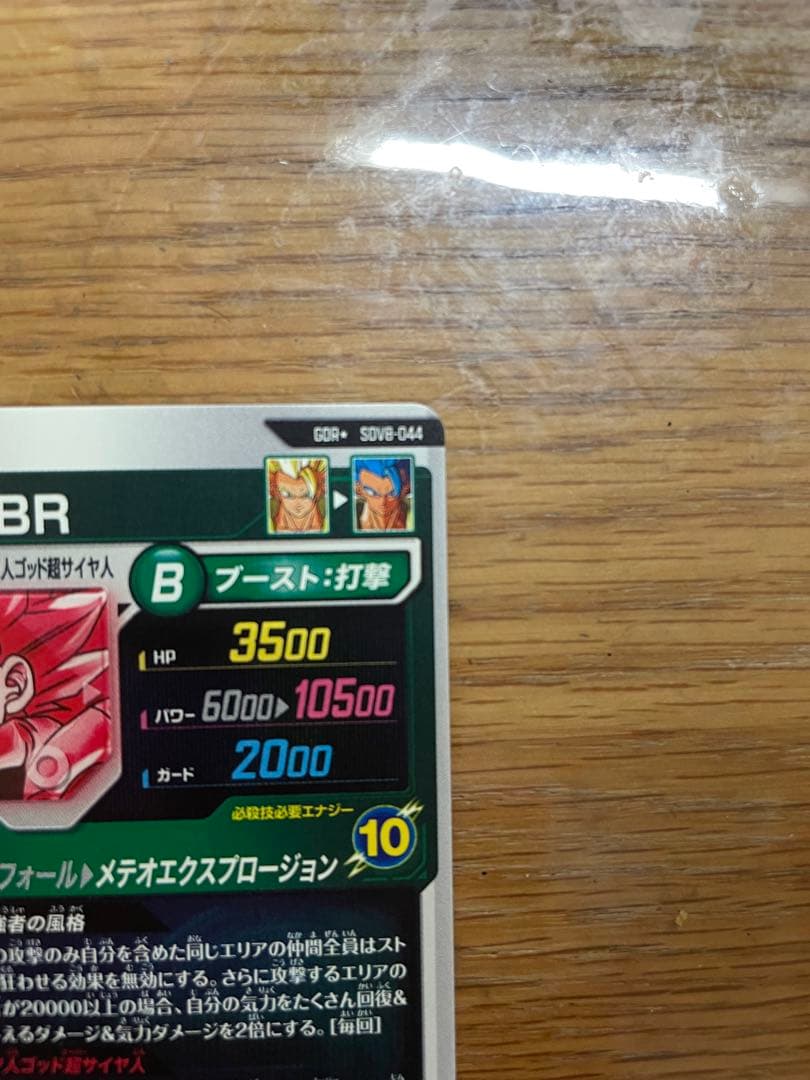 GDR★ SDV8-044
BR
人ゴッド超サイヤ人
B ブースト:打撃
HP 3500
パワー 6000▶10500
ガード 2000
必殺技必要エナジー
10
フォール▶メテオエクスプロージョン
者の風格
の攻撃のみ自分を含めた同じエリアの仲間全員はスト
狂わせる効果を無効にする。さらに攻撃するエリアの
が20000以上の場合、自分の気力をたくさん回復&
えるダメージ&気力ダメージを2倍にする。[毎回]
人ゴッド超サイヤ人